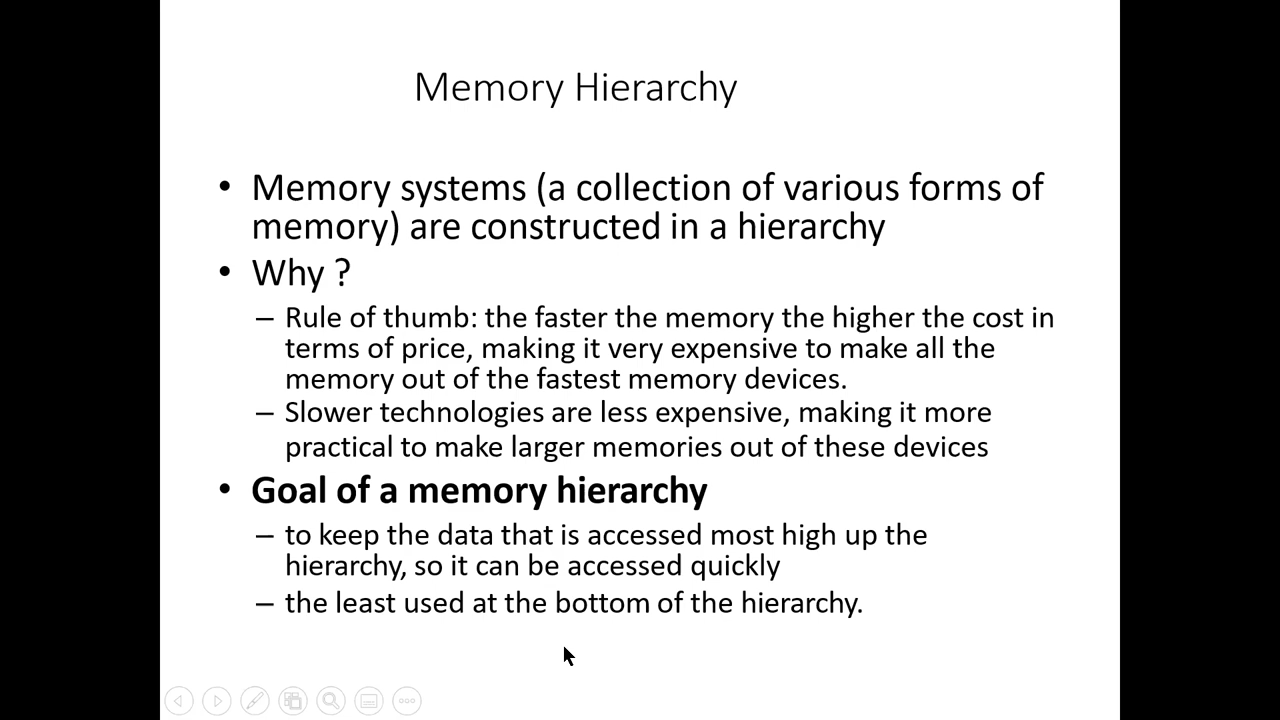 Memory Hierarchy
• Memory systems (a collection of various forms of
memory) are constructed in a hierarchy
• Why ?
– Rule of thumb: the faster the memory the higher the cost in
terms of price, making it very expensive to make all the
memory out of the fastest memory devices.
– Slower technologies are less expensive, making it more
practical to make larger memories out of these devices
• Goal of a memory hierarchy
– to keep the data that is accessed most high up the
hierarchy, so it can be accessed quickly
– the least used at the bottom of the hierarchy.